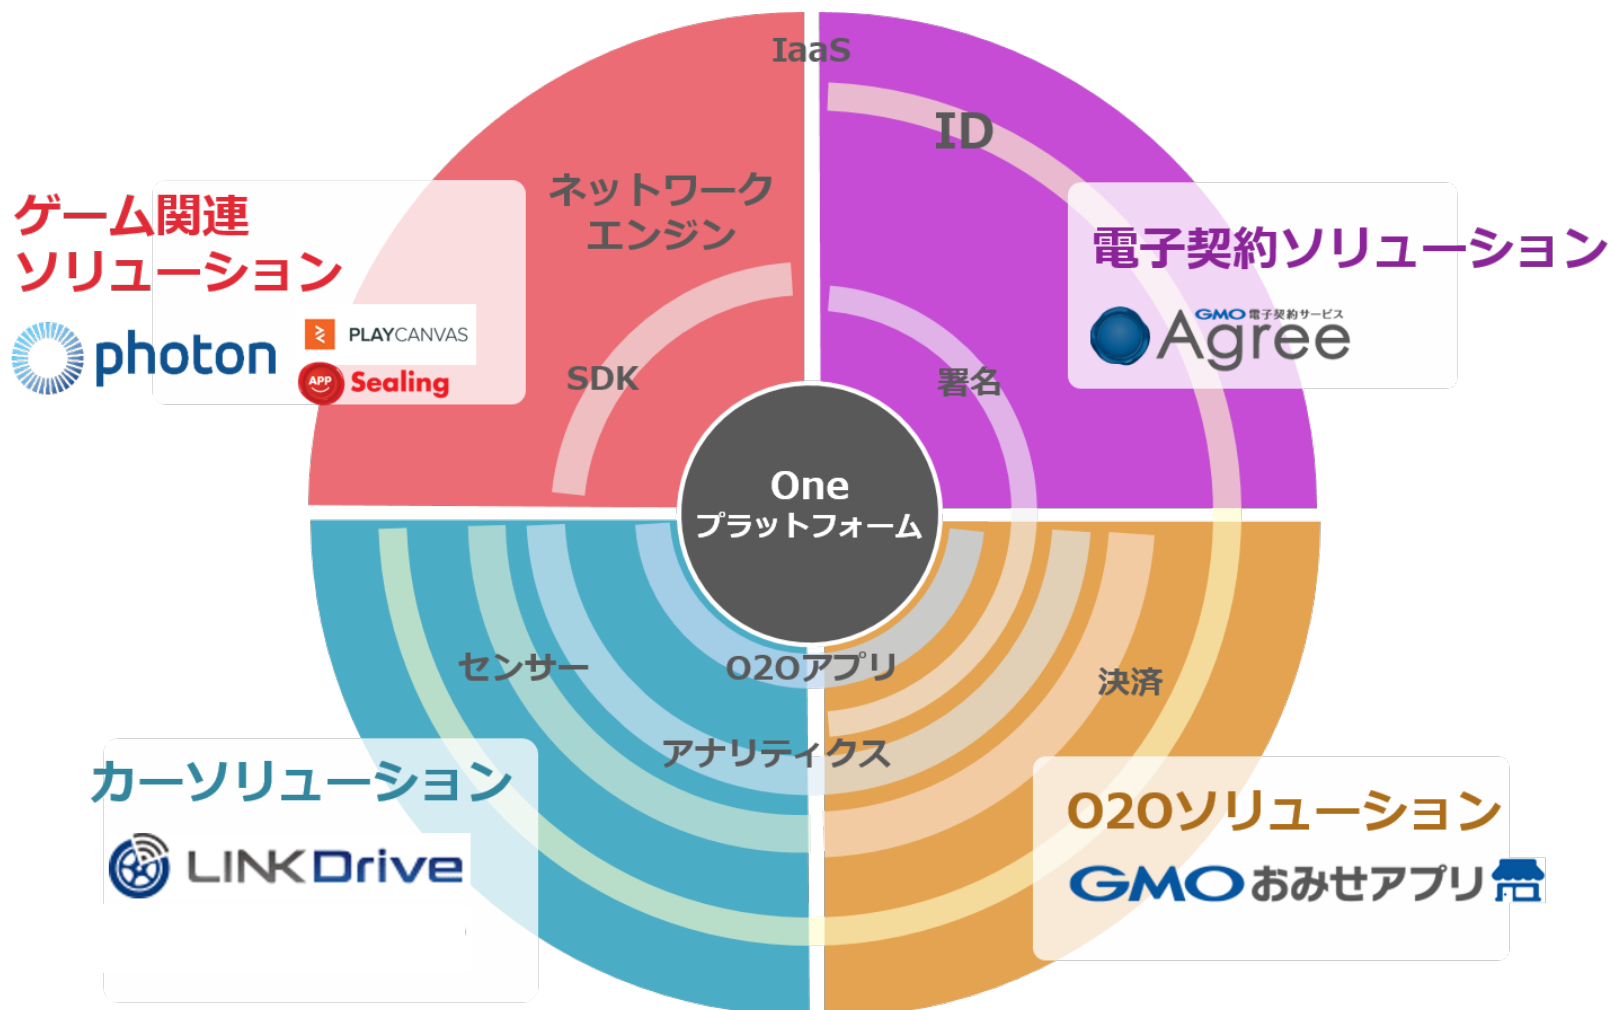 IaaS
ID
ネットワーク
エンジン
ゲーム関連
ソリューション
photon
PLAYCANVAS
APP
Sealing
SDK
電子契約ソリューション
GMO電子契約サービス
Agree
署名
One
プラットフォーム
センサー
O2Oアプリ
決済
アナリティクス
カーソリューション
LINKDrive
O2Oソリューション
GMOおみせアプリ